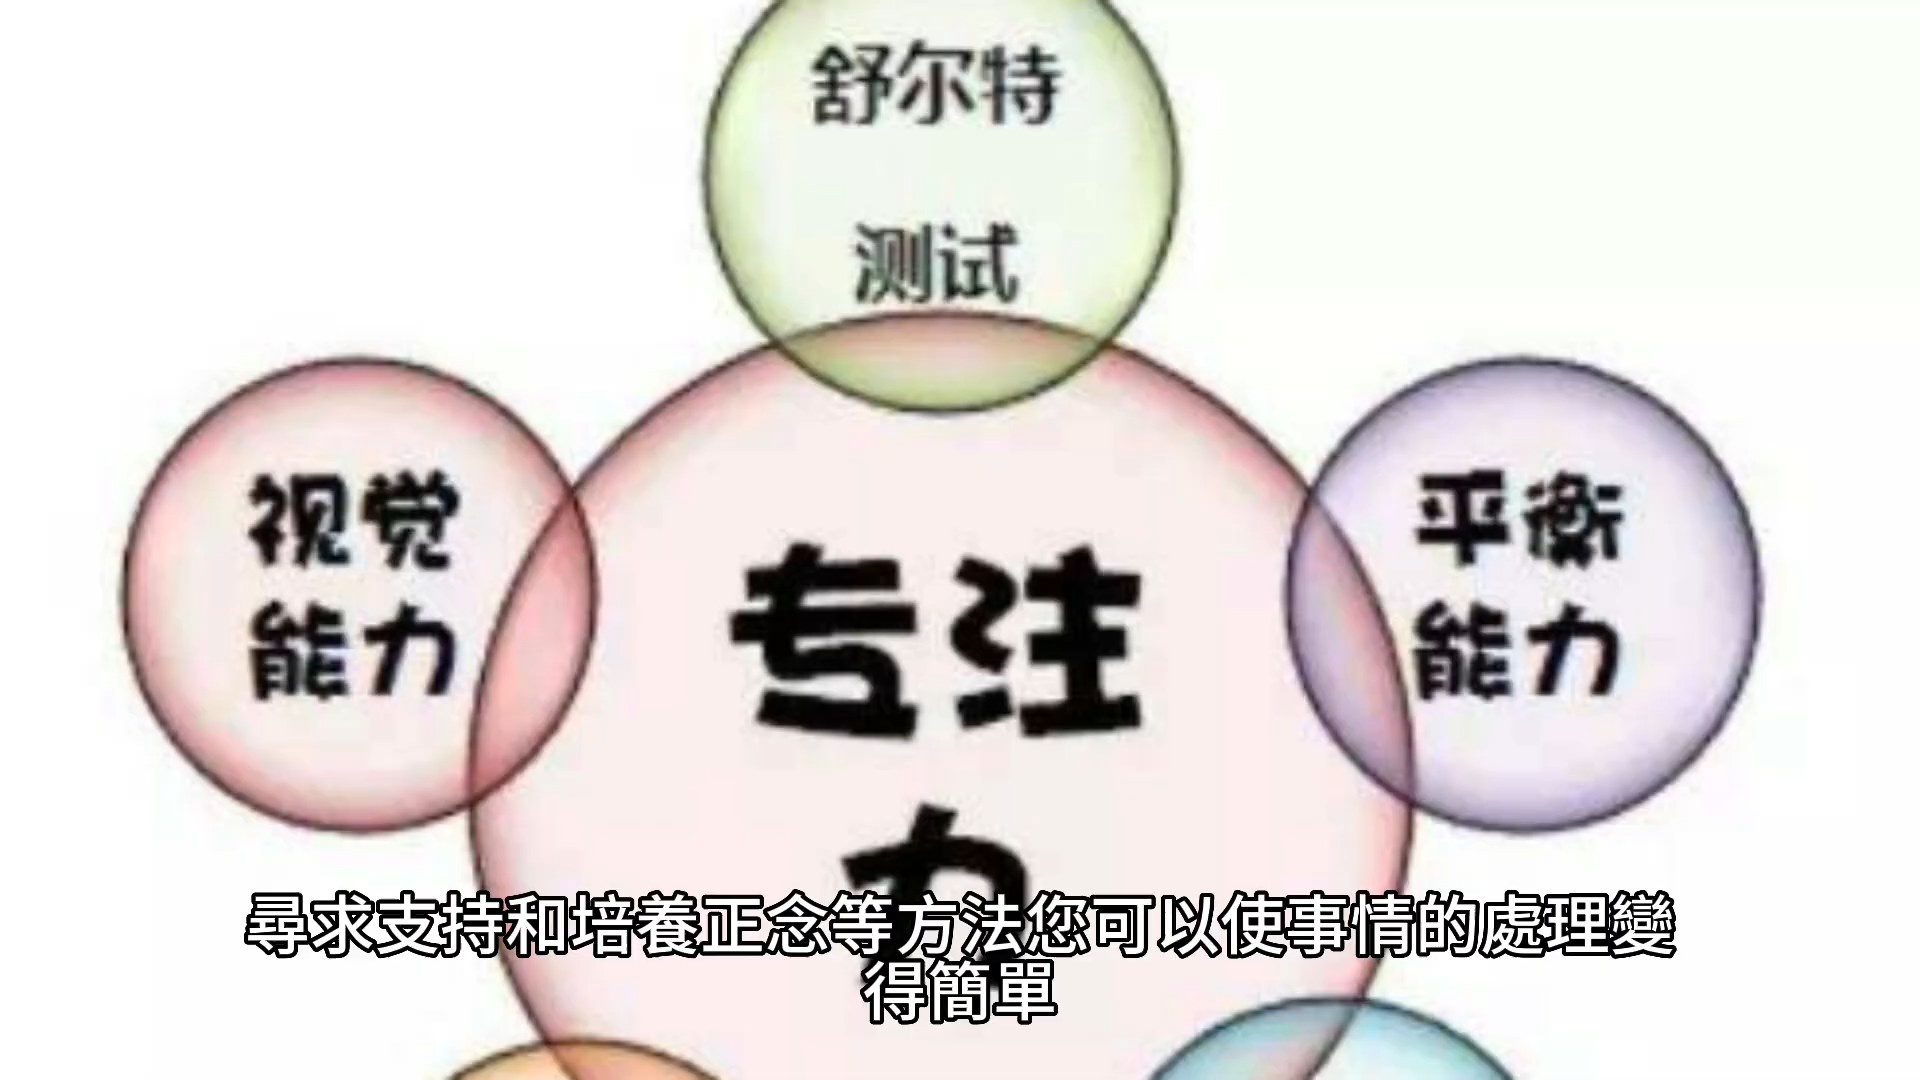 舒尔特
测试
视觉
能力
专注
力
平衡
能力
尋求支持和培養正念等方法您可以使事情的處理變
得簡單